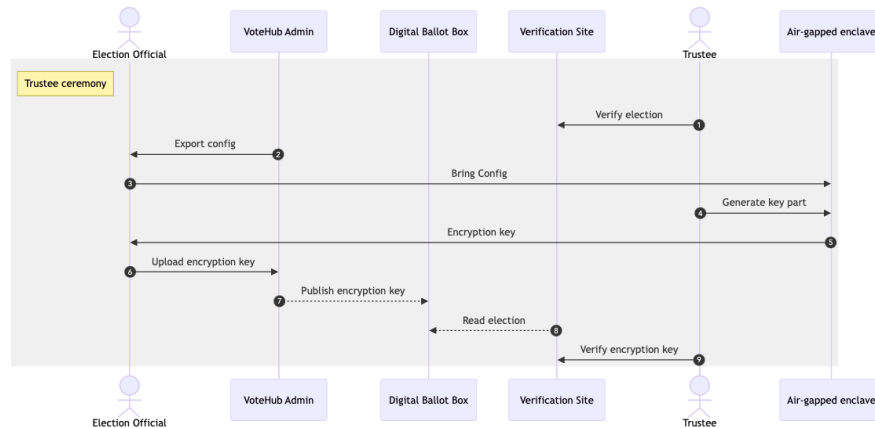 Election Official
VoteHub Admin
Digital Ballot Box
Verification Site
Trustee
Air-gapped enclave
Trustee ceremony
Verify election
1
Export config
2
3
Bring Config
4
Generate key part
Encryption key
5
6
Upload encryption key
7
Publish encryption key
Read election
8
Verify encryption key
9
Election Official
VoteHub Admin
Digital Ballot Box
Verification Site
Trustee
Air-gapped enclave